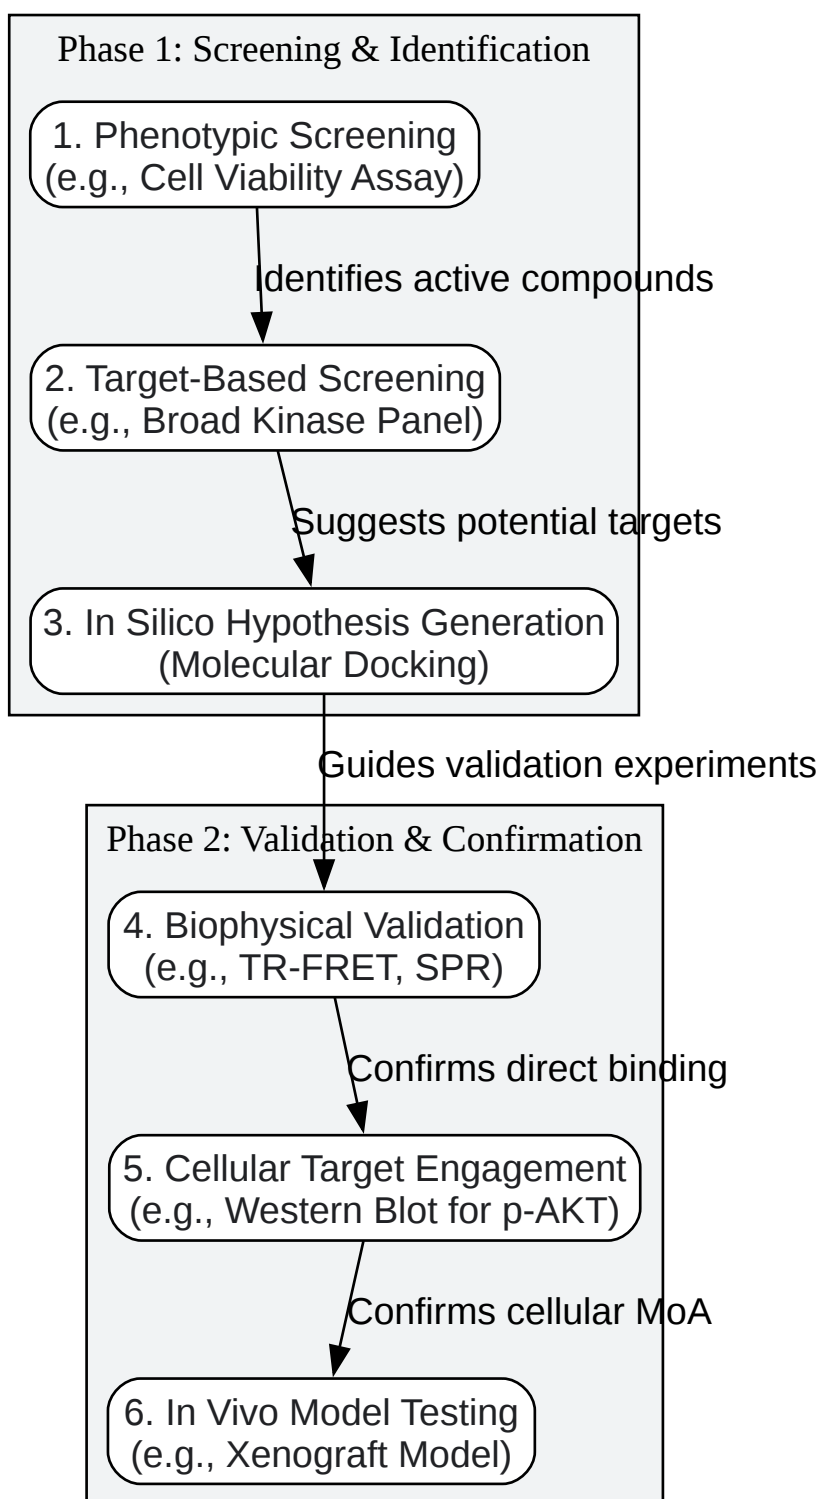 Phase 1: Screening & Identification
1. Phenotypic Screening
(e.g., Cell Viability Assay)
Identifies active compounds
2. Target-Based Screening
(e.g., Broad Kinase Panel)
Suggests potential targets
3. In Silico Hypothesis Generation
(Molecular Docking)
Guides validation experiments
Phase 2: Validation & Confirmation
4. Biophysical Validation
(e.g., TR-FRET, SPR)
Confirms direct binding
5. Cellular Target Engagement
(e.g., Western Blot for p-AKT)
Confirms cellular MoA
6. In Vivo Model Testing
(e.g., Xenograft Model)